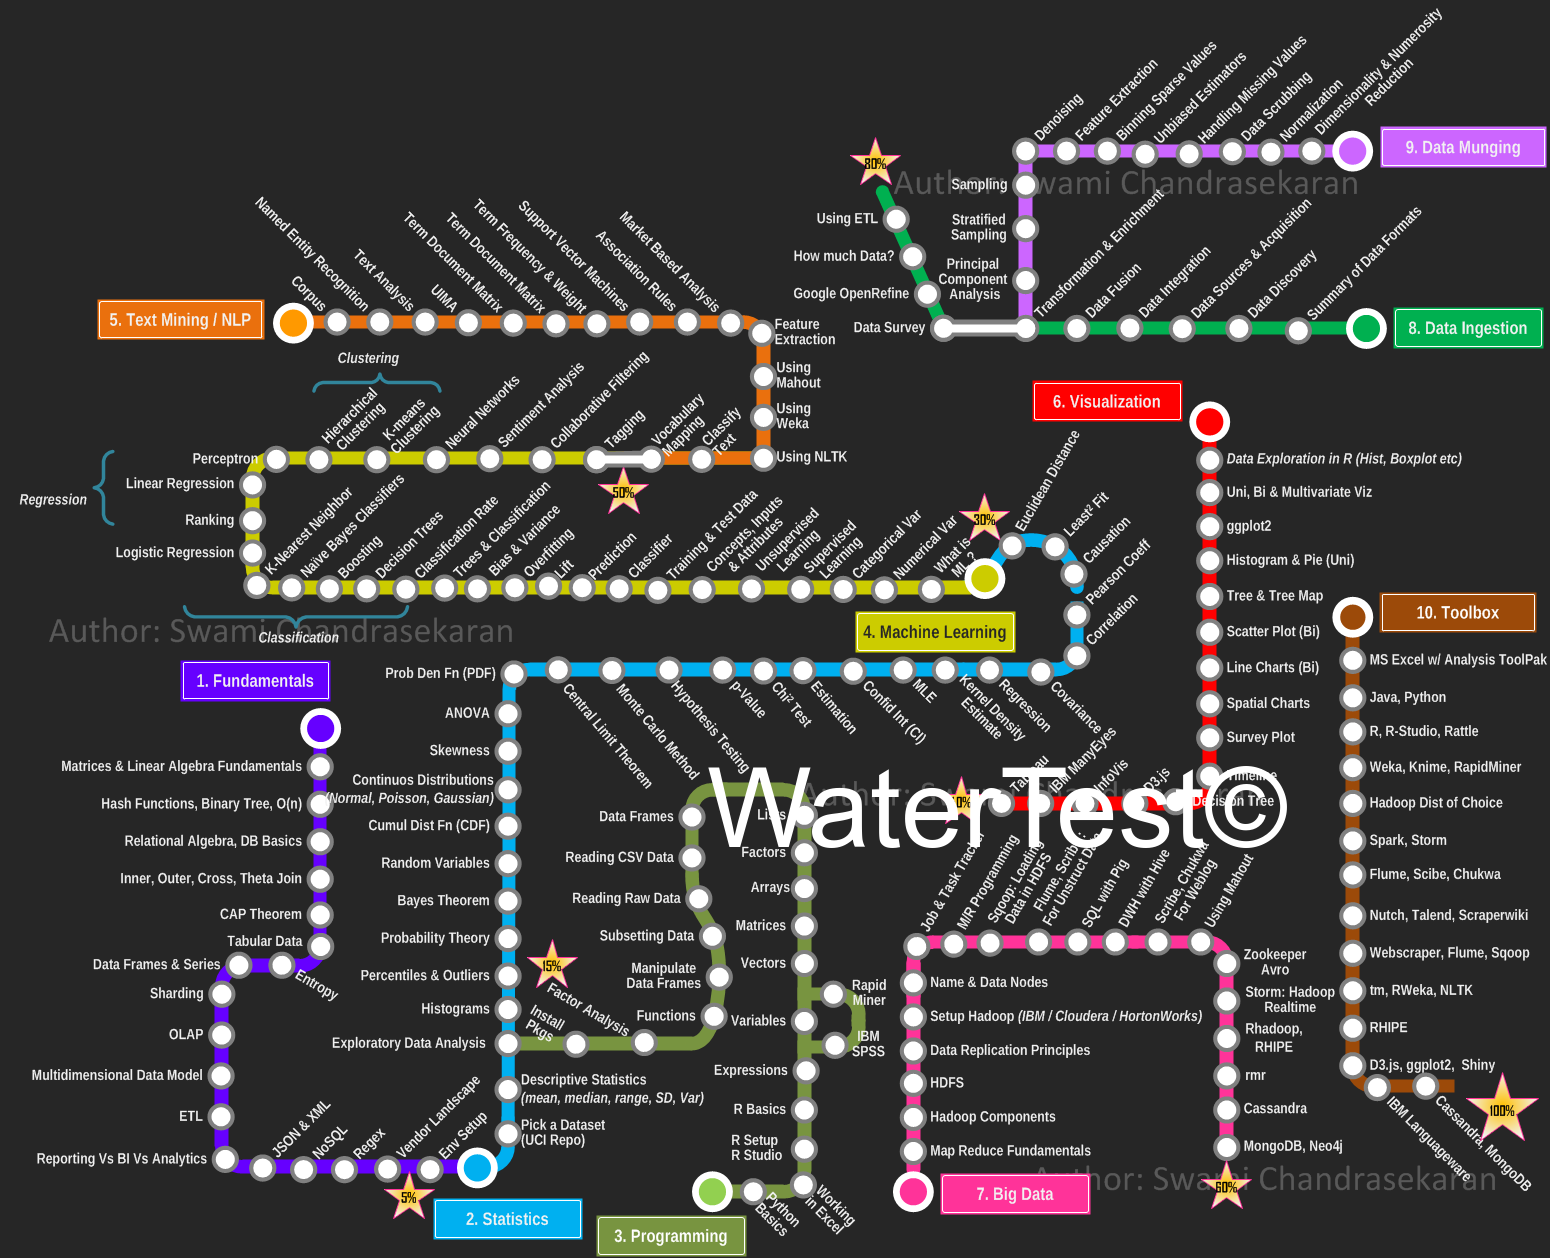 Author: Swami Chandrasekaran
9. Data Munging
Denoising
Feature Extraction
Binning Sparse Values
Unbiased Estimators
Handling Missing Values
Data Scrubbing
Normalization
Dimensionality & Numerosity
Reduction
Sampling
Stratified
Sampling
Principal
Component
Analysis
80%
Using ETL
How much Data?
Google OpenRefine
Data Survey
Transformation & Enrichment
Data Fusion
Data Integration
Data Sources & Acquisition
Data Discovery
Summary of Data Formats
8. Data Ingestion
5. Text Mining / NLP
Corpus
Named Entity Recognition
Text Analysis
UIMA
Term Document Matrix
Term Document Matrix
Term Frequency & Weight
Support Vector Machines
Association Rules
Market Based Analysis
Feature
Extraction
Using
Mahout
Using
Weka
Using NLTK
Classify
Text
Vocabulary
Mapping
50%
Tagging
Collaborative Filtering
Sentiment Analysis
Neural Networks
K-means
Clustering
Hierarchical
Clustering
Clustering
Perceptron
Linear Regression
Regression
Ranking
Logistic Regression
K-Nearest Neighbor
Naïve Bayes Classifiers
Boosting
Decision Trees
Classification Rate
Trees & Classification
Bias & Variance
Overfitting
Lift
Prediction
Classifier
Training & Test Data
Concepts, Inputs
& Attributes
Unsupervised
Learning
Supervised
Learning
Categorical Var
Numerical Var
What is
ML?
30%
4. Machine Learning
Classification
Author: Swami Chandrasekaran
Euclidean Distance
Least² Fit
Causation
Pearson Coeff
Correlation
Covariance
Regression
Kernel Density
Estimate
MLE
Confid Int (CI)
Estimation
Chi² Test
p-Value
Hypothesis Testing
Monte Carlo Method
Central Limit Theorem
Prob Den Fn (PDF)
ANOVA
Skewness
Continuos Distributions
(Normal, Poisson, Gaussian)
Cumul Dist Fn (CDF)
Random Variables
Bayes Theorem
Probability Theory
Percentiles & Outliers
Histograms
Exploratory Data Analysis
Descriptive Statistics
(mean, median, range, SD, Var)
Pick a Dataset
(UCI Repo)
2. Statistics
15%
1. Fundamentals
Matrices & Linear Algebra Fundamentals
Hash Functions, Binary Tree, O(n)
Relational Algebra, DB Basics
Inner, Outer, Cross, Theta Join
CAP Theorem
Tabular Data
Entropy
Data Frames & Series
Sharding
OLAP
Multidimensional Data Model
ETL
Reporting Vs BI Vs Analytics
JSON & XML
NoSQL
Regex
Vendor Landscape
Env Setup
5%
Install
Pkgs
Factor Analysis
Functions
Manipulate
Data Frames
Subsetting Data
Reading Raw Data
Reading CSV Data
Data Frames
Lists
Factors
Arrays
Matrices
Vectors
Variables
Rapid
Miner
IBM
SPSS
Expressions
R Basics
R Setup
R Studio
Working
in Excel
Python
Basics
3. Programming
6. Visualization
Data Exploration in R (Hist, Boxplot etc)
Uni, Bi & Multivariate Viz
ggplot2
Histogram & Pie (Uni)
Tree & Tree Map
Scatter Plot (Bi)
Line Charts (Bi)
Spatial Charts
Survey Plot
Timeline
Decision Tree
D3.js
InfoVis
IBM ManyEyes
Tableau
Author: Swami Chandrasekaran
WaterTest©
Job & Task Tracker
M/R Programming
Sqoop: Loading
Data in HDFS
Flume, Scribe:
For Unstruct Data
SQL with Pig
DWH with Hive
Scribe, Chukwa
For Weblog
Using Mahout
Zookeeper
Avro
Storm: Hadoop
Realtime
Rhadoop,
RHIPE
rmr
Cassandra
MongoDB, Neo4j
60%
Name & Data Nodes
Setup Hadoop (IBM / Cloudera / HortonWorks)
Data Replication Principles
HDFS
Hadoop Components
Map Reduce Fundamentals
7. Big Data
Author: Swami Chandrasekaran
10. Toolbox
MS Excel w/ Analysis ToolPak
Java, Python
R, R-Studio, Rattle
Weka, Knime, RapidMiner
Hadoop Dist of Choice
Spark, Storm
Flume, Scibe, Chukwa
Nutch, Talend, Scraperwiki
Webscraper, Flume, Sqoop
tm, RWeka, NLTK
RHIPE
D3.js, ggplot2, Shiny
IBM Languageware
Cassandra, MongoDB
100%